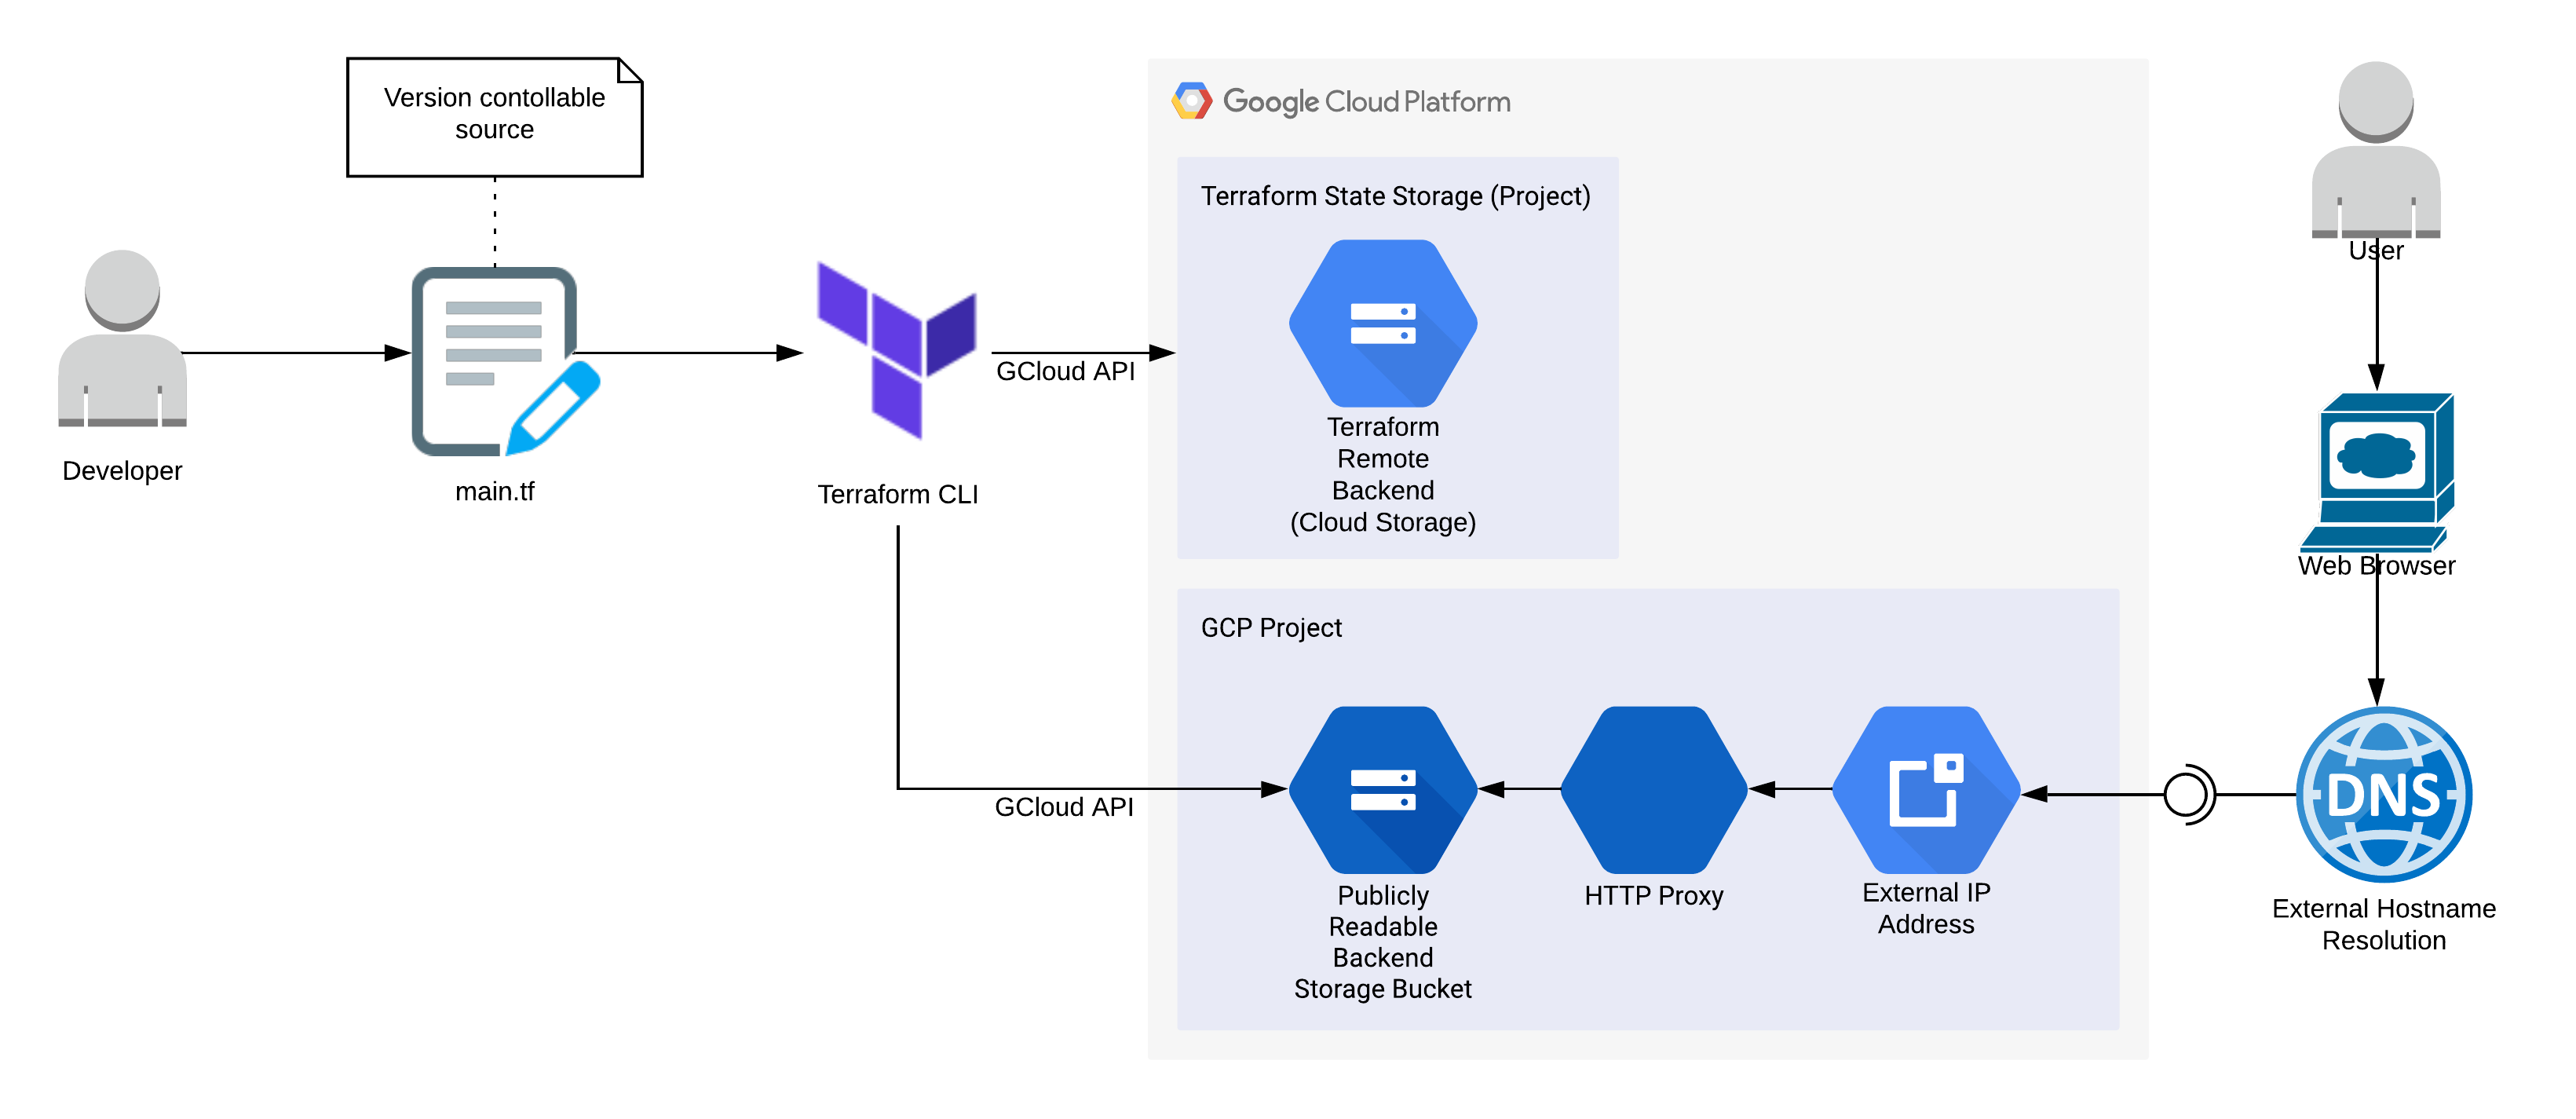 Version contollable
source
Google Cloud Platform
Terraform State Storage (Project)
User
GCloud API
Terraform
Remote
Backend
(Cloud Storage)
Developer
main.tf
Terraform CLI
Web Browser
GCP Project
GCloud API
DNS
Publicly
Readable
Backend
Storage Bucket
HTTP Proxy
External IP
Address
External Hostname
Resolution